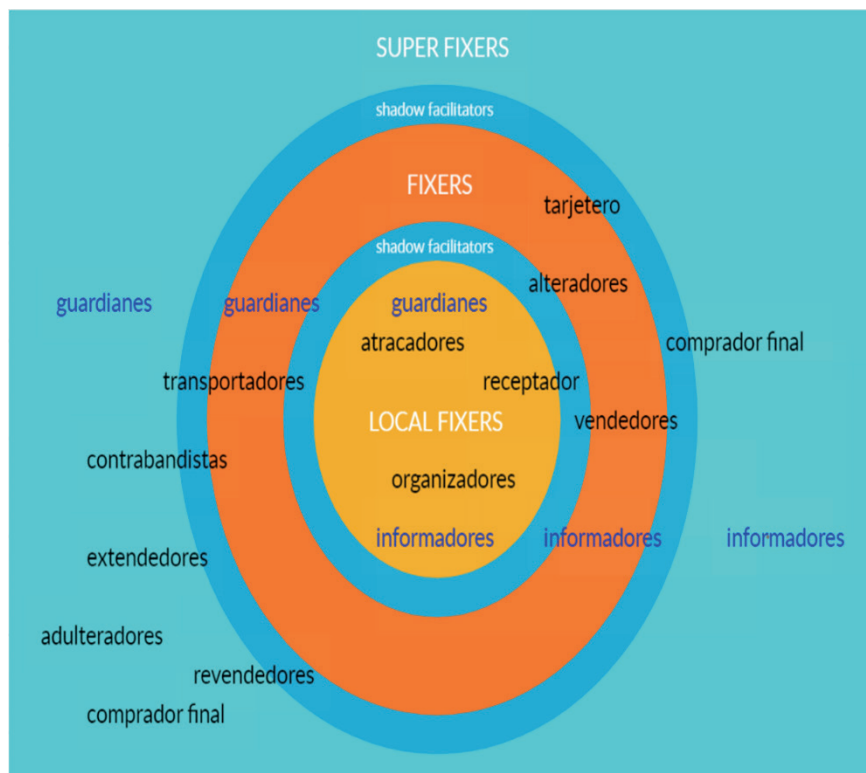 SUPER FIXERS
shadow facilitators
FIXERS
tarjetero
shadow facilitators
alteradores
guardianes guardianes guardianes
atracadores comprador final
transportadores receptador
LOCAL FIXERS vendedores
contrabandistas
organizadores
informadores informadores informadores
extendedores
adulteradores
revendedores
comprador final